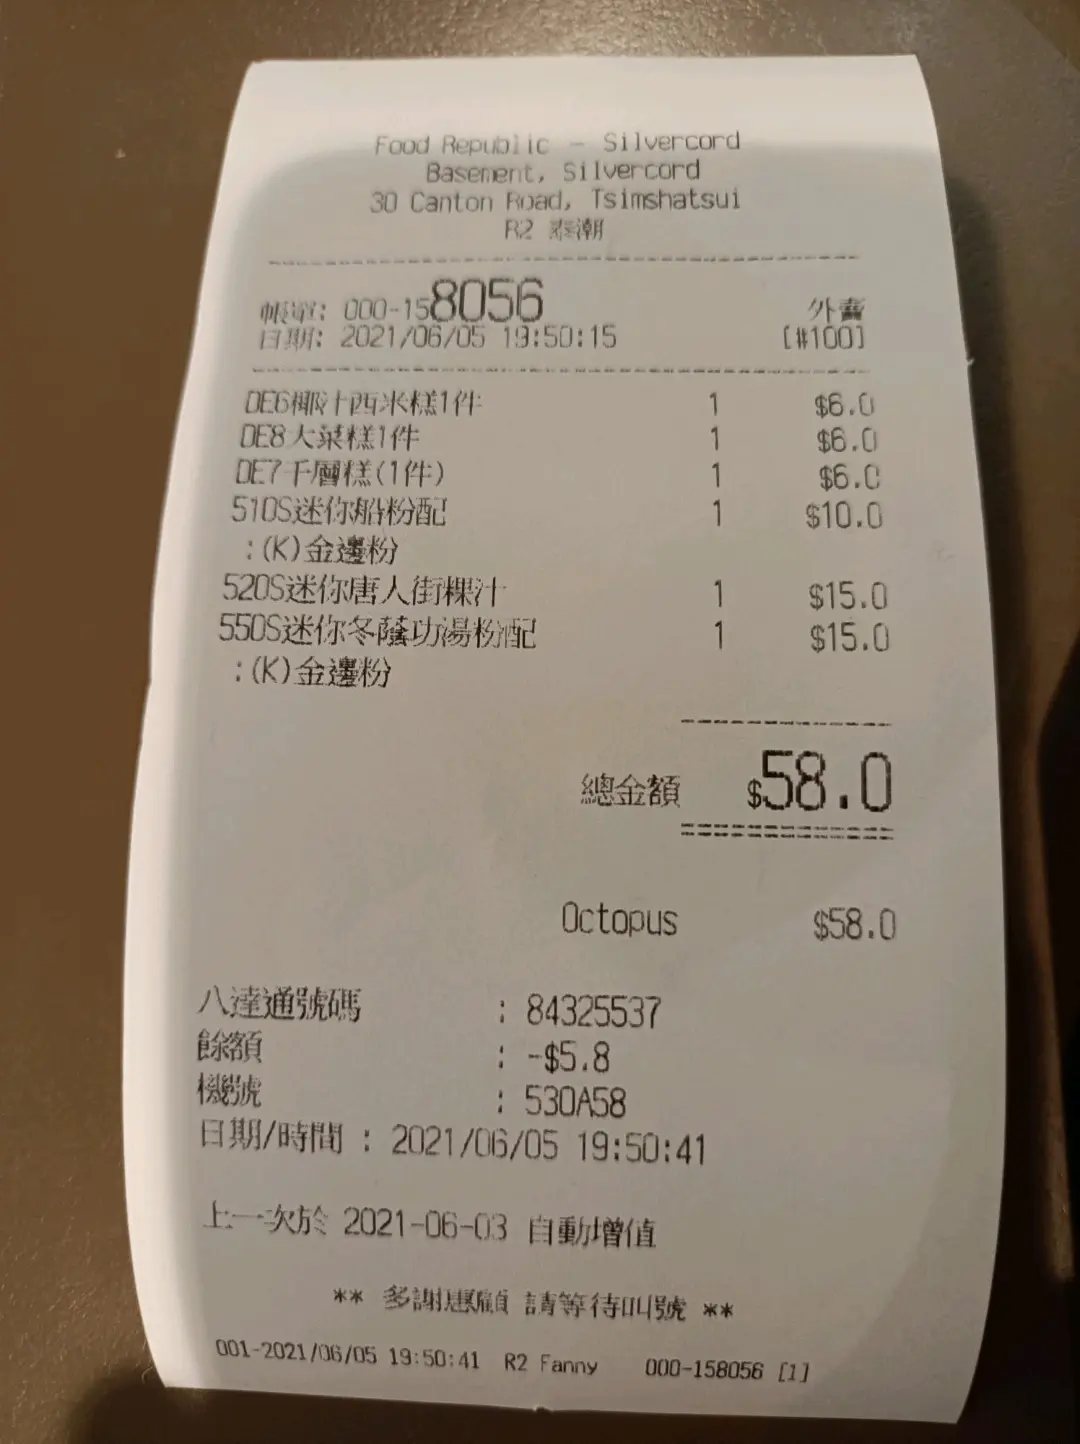 Food Republic - Silvercord
Basement, Silvercord
30 Canton Road, Tsimshatsui
R2 泰潮
帳單: 000-158056 外賣
日期: 2021/06/05 19:50:15 [#100]
DE6椰汁西米糕1件 1 $6.0
DE8大菜糕1件 1 $6.0
DE7千層糕(1件) 1 $6.0
510S迷你船粉配 1 $10.0
:(K)金邊粉
520S迷你唐人街粿汁 1 $15.0
550S迷你冬蔭功湯粉配 1 $15.0
:(K)金邊粉
總金額 $58.0
Octopus $58.0
八達通號碼 : 84325537
餘額 : -$5.8
機號 : 530A58
日期/時間 : 2021/06/05 19:50:41
上一次於 2021-06-03 自動增值
** 多謝惠顧 請等待叫號 **
001-2021/06/05 19:50:41 R2 Fanny 000-158056 [1]